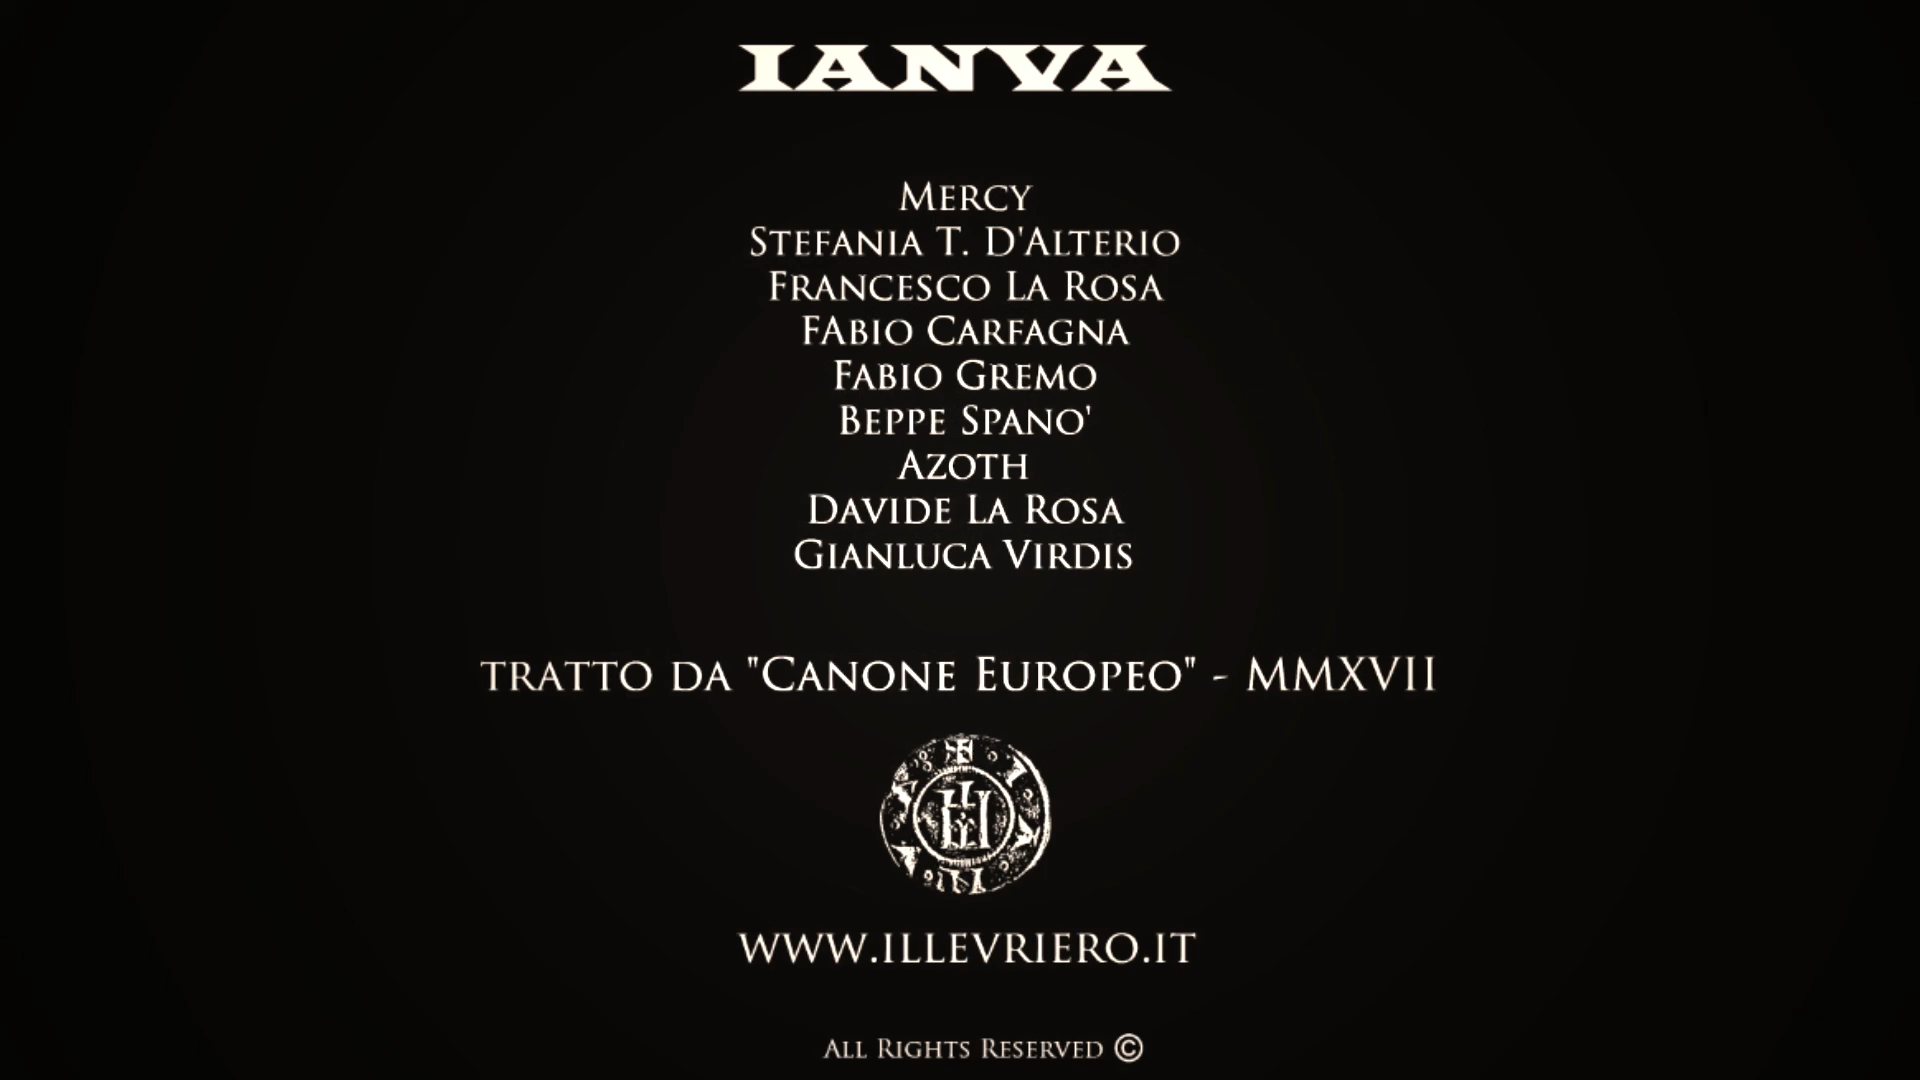 IANVA
Mercy
Stefania T. D'Alterio
Francesco La Rosa
FAbio Carfagna
Fabio Gremo
Beppe Spano'
Azoth
Davide La Rosa
Gianluca Virdis
tratto da "Canone Europeo" - MMXVII
www.illevriero.it
All Rights Reserved ©